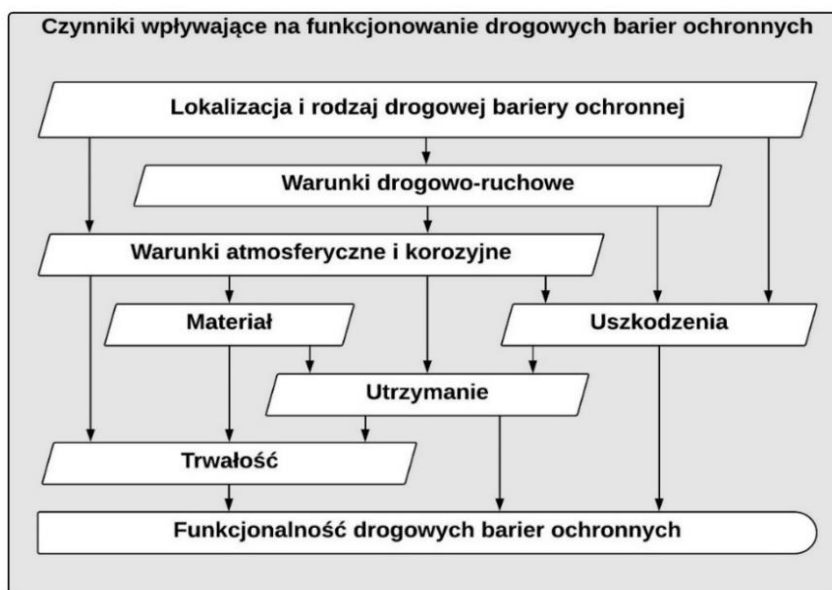 Czynniki wpływające na funkcjonowanie drogowych barier ochronnych
Lokalizacja i rodzaj drogowej bariery ochronnej
Warunki drogowo-ruchowe
Warunki atmosferyczne i korozyjne
Materiał
Uszkodzenia
Utrzymanie
Trwałość
Funkcjonalność drogowych barier ochronnych